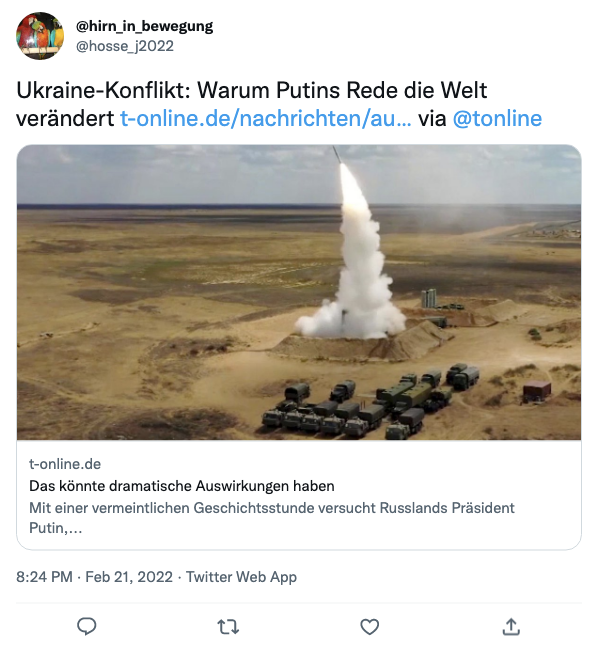 @hirn_in_bewegung
@hosse_j2022
Ukraine-Konflikt: Warum Putins Rede die Welt
verändert t-online.de/nachrichten/au... via @tonline
t-online.de
Das könnte dramatische Auswirkungen haben
Mit einer vermeintlichen Geschichtsstunde versucht Russlands Präsident
Putin,...
8:24 PM · Feb 21, 2022 · Twitter Web App